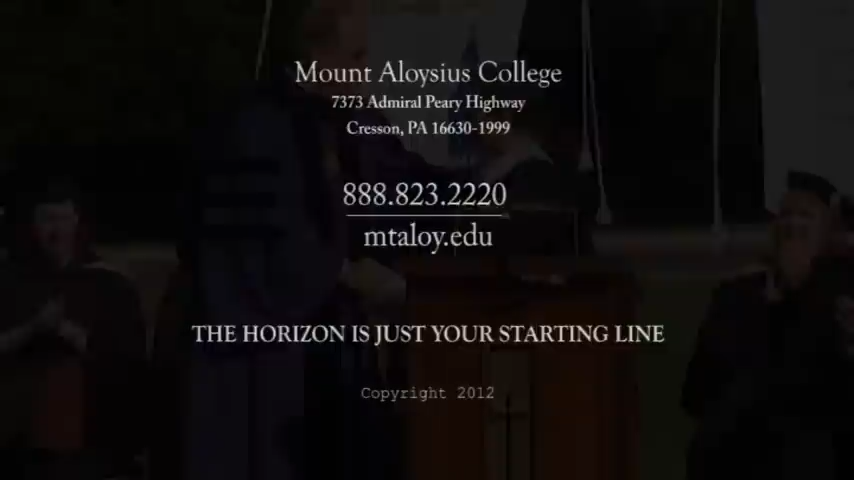 Mount Aloysius College
7373 Admiral Peary Highway
Cresson, PA 16630-1999
888.823.2220
mtaloy.edu
THE HORIZON IS JUST YOUR STARTING LINE
Copyright 2012